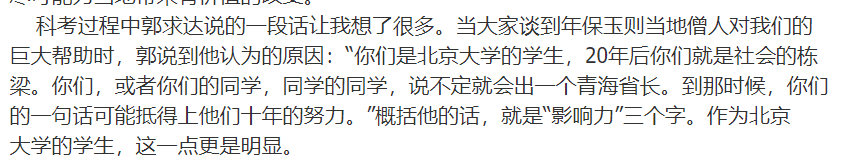 科考过程中郭求达说的一段话让我想了很多。当大家谈到年保玉则当地僧人对我们的
巨大帮助时，郭说到他认为的原因：“你们是北京大学的学生，20年后你们就是社会的栋
梁。你们，或者你们的同学，同学的同学，说不定就会出一个青海省长。到那时候，你们
的一句话可能抵得上他们十年的努力。”概括他的话，就是“影响力”三个字。作为北京
大学的学生，这一点更是明显。